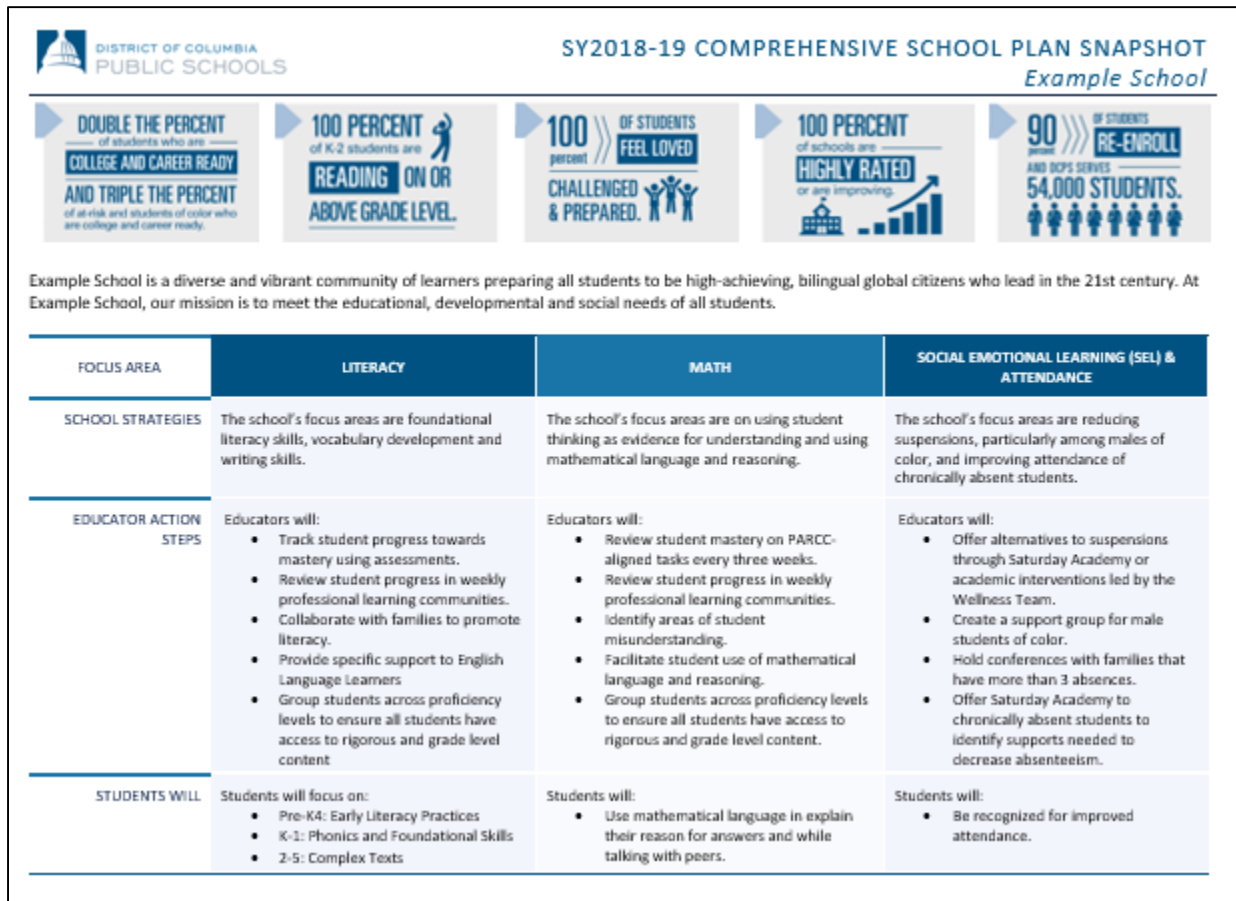 DISTRICT OF COLUMBIA
PUBLIC SCHOOLS
SY2018-19 COMPREHENSIVE SCHOOL PLAN SNAPSHOT
Example School
DOUBLE THE PERCENT
of students who are
COLLEGE AND CAREER READY
AND TRIPLE THE PERCENT
of at-risk and students of color who
are college and career ready.
100 PERCENT
of K-2 students are
READING ON OR
ABOVE GRADE LEVEL.
100 percent
OF STUDENTS
FEEL LOVED
CHALLENGED
& PREPARED.
100 PERCENT
of schools are
HIGHLY RATED
or are improving.
90 percent
OF STUDENTS
RE-ENROLL
AND DCPS SERVES
54,000 STUDENTS.
Example School is a diverse and vibrant community of learners preparing all students to be high-achieving, bilingual global citizens who lead in the 21st century. At
Example School, our mission is to meet the educational, developmental and social needs of all students.
FOCUS AREA
LITERACY
MATH
SOCIAL EMOTIONAL LEARNING (SEL) &
ATTENDANCE
SCHOOL STRATEGIES
The school's focus areas are foundational
literacy skills, vocabulary development and
writing skills.
The school's focus areas are on using student
thinking as evidence for understanding and using
mathematical language and reasoning.
The school's focus areas are reducing
suspensions, particularly among males of
color, and improving attendance of
chronically absent students.
EDUCATOR ACTION
STEPS
Educators will:
• Track student progress towards
mastery using assessments.
• Review student progress in weekly
professional learning communities.
• Collaborate with families to promote
literacy.
• Provide specific support to English
Language Learners
• Group students across proficiency
levels to ensure all students have
access to rigorous and grade level
content
Educators will:
• Review student mastery on PARCC-
aligned tasks every three weeks.
• Review student progress in weekly
professional learning communities.
• Identify areas of student
misunderstanding.
• Facilitate student use of mathematical
language and reasoning.
• Group students across proficiency levels
to ensure all students have access to
rigorous and grade level content.
Educators will:
• Offer alternatives to suspensions
through Saturday Academy or
academic interventions led by the
Wellness Team.
• Create a support group for male
students of color.
• Hold conferences with families that
have more than 3 absences.
• Offer Saturday Academy to
chronically absent students to
identify supports needed to
decrease absenteeism.
STUDENTS WILL
Students will focus on:
• Pre-K4: Early Literacy Practices
• K-1: Phonics and Foundational Skills
• 2-5: Complex Texts
Students will:
• Use mathematical language in explain
their reason for answers and while
talking with peers.
Students will:
• Be recognized for improved
attendance.